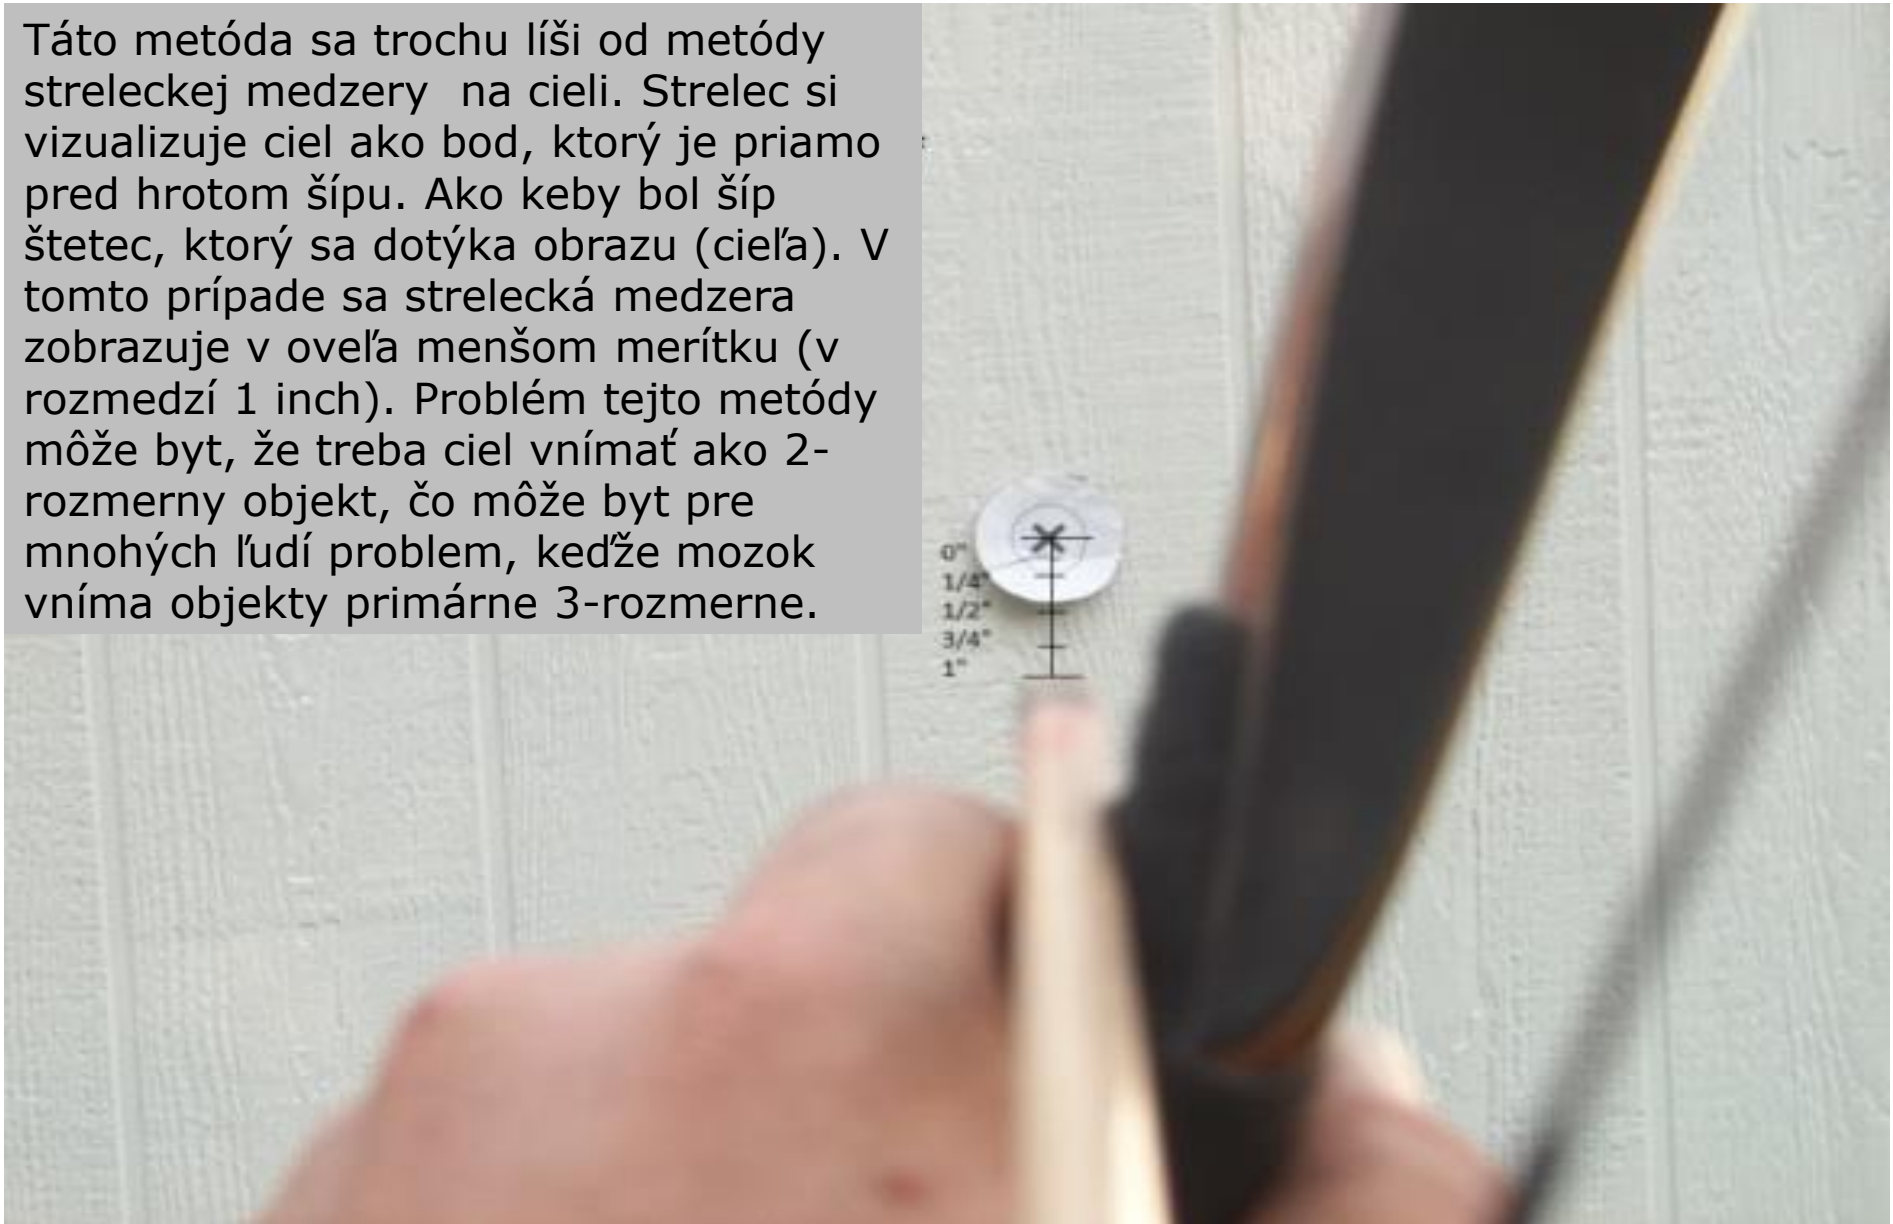 Táto metóda sa trochu líši od metódy
streleckej medzery  na cieli. Strelec si
vizualizuje ciel ako bod, ktorý je priamo
pred hrotom šípu. Ako keby bol šíp
štetec, ktorý sa dotýka obrazu (cieľa). V
tomto prípade sa strelecká medzera
zobrazuje v oveľa menšom merítku (v
rozmedzí 1 inch). Problém tejto metódy
môže byt, že treba ciel vnímať ako 2-
rozmerny objekt, čo môže byt pre
mnohých ľudí problem, keďže mozok
vníma objekty primárne 3-rozmerne.
0"
1/4"
1/2"
3/4"
1"